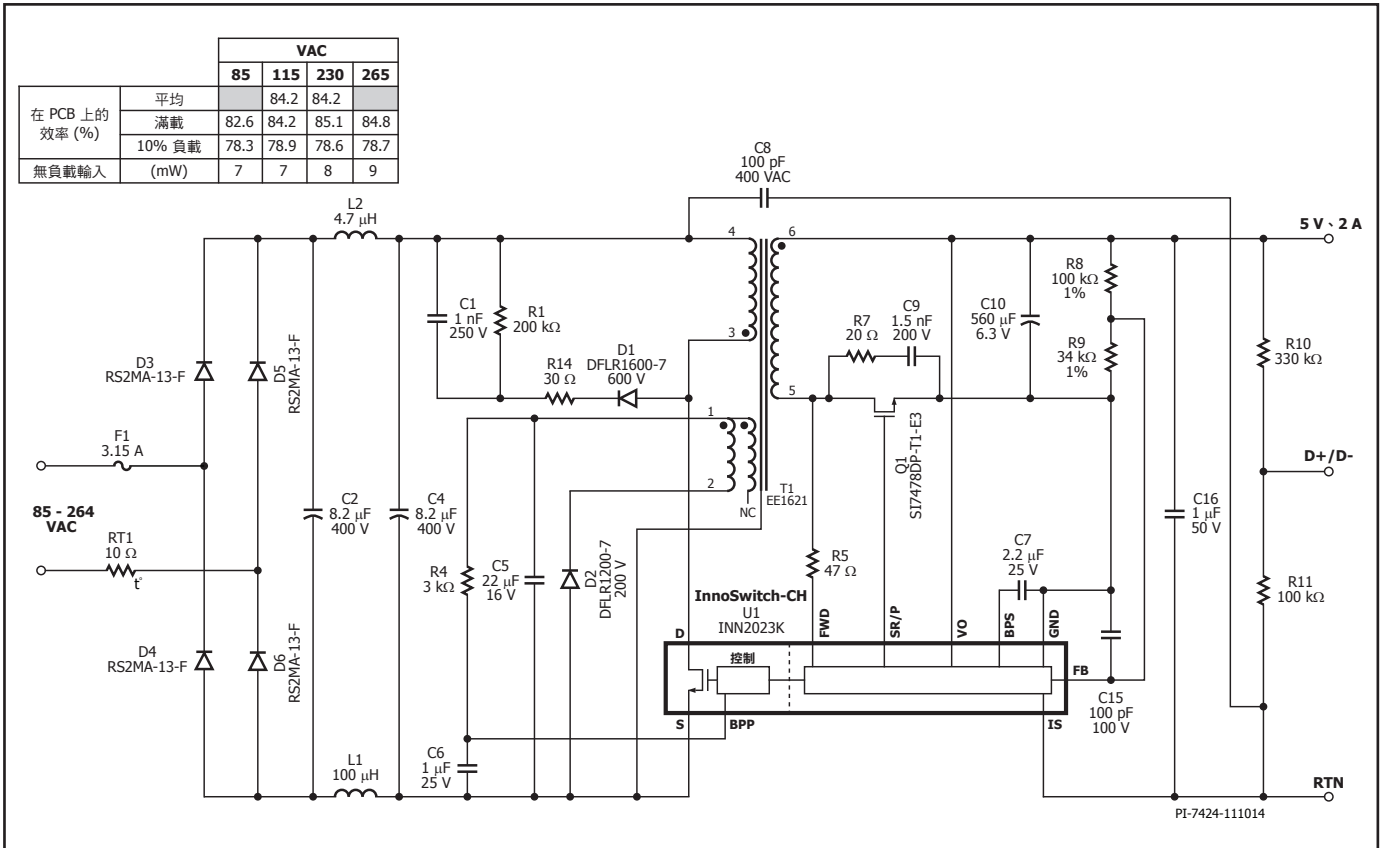 VAC
85 115 230 265
在 PCB 上的
效率 (%)
平均 84.2 84.2
滿載 82.6 84.2 85.1 84.8
10% 負載 78.3 78.9 78.6 78.7
無負載輸入 (mW) 7 7 8 9
C8
100 pF
400 VAC
L2
4.7 μH
4
6
5 V、2 A
C1
1 nF
250 V
R1
200 kΩ
R14
30 Ω
D1
DFLR1600-7
600 V
3
R7
20 Ω
C9
1.5 nF
200 V
C10
560 μF
6.3 V
R8
100 kΩ
1%
R9
34 kΩ
1%
R10
330 kΩ
D3
RS2MA-13-F
D5
RS2MA-13-F
5
1
2
NC
T1
EE1621
Q1
SI7478DP-T1-E3
F1
3.15 A
D+/D-
85 - 264
VAC
RT1
10 Ω
t°
C2
8.2 μF
400 V
C4
8.2 μF
400 V
R4
3 kΩ
C5
22 μF
16 V
D2
DFLR1200-7
200 V
R5
47 Ω
C7
2.2 μF
25 V
C16
1 μF
50 V
R11
100 kΩ
InnoSwitch-CH
U1
INN2023K
D
FWD
SR/P
VO
BPS
GND
控制
FB
D4
RS2MA-13-F
D6
RS2MA-13-F
S
BPP
IS
C15
100 pF
100 V
C6
1 μF
25 V
L1
100 μH
RTN
PI-7424-111014